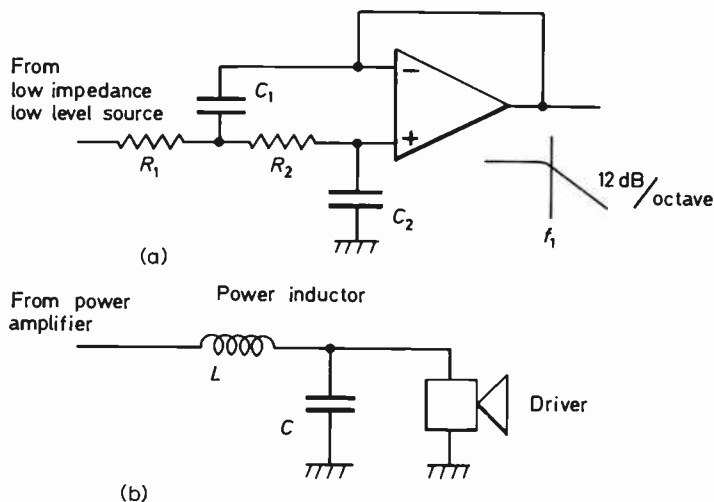 From
low impedance
low level source
C1
−
+
R1
R2
C2
12 dB/octave
f1
(a)
From power
amplifier
Power inductor
L
C
Driver
(b)